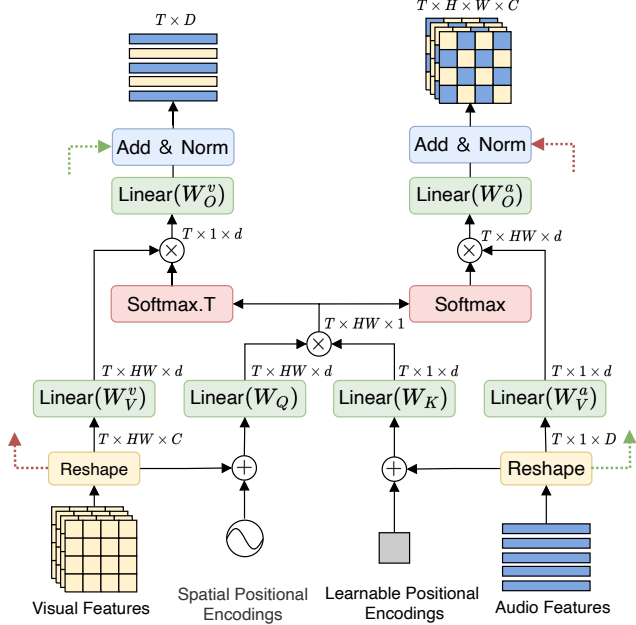 T × D
T × H × W × C
Add & Norm
Add & Norm
Linear(W_O^v)
Linear(W_O^a)
T × 1 × d
T × HW × d
Softmax.T
Softmax
T × HW × 1
T × HW × d
T × HW × d
T × 1 × d
T × 1 × d
Linear(W_V^v)
Linear(W_Q)
Linear(W_K)
Linear(W_V^a)
T × HW × C
T × 1 × D
Reshape
Reshape
Visual Features
Spatial Positional
Encodings
Learnable Positional
Encodings
Audio Features